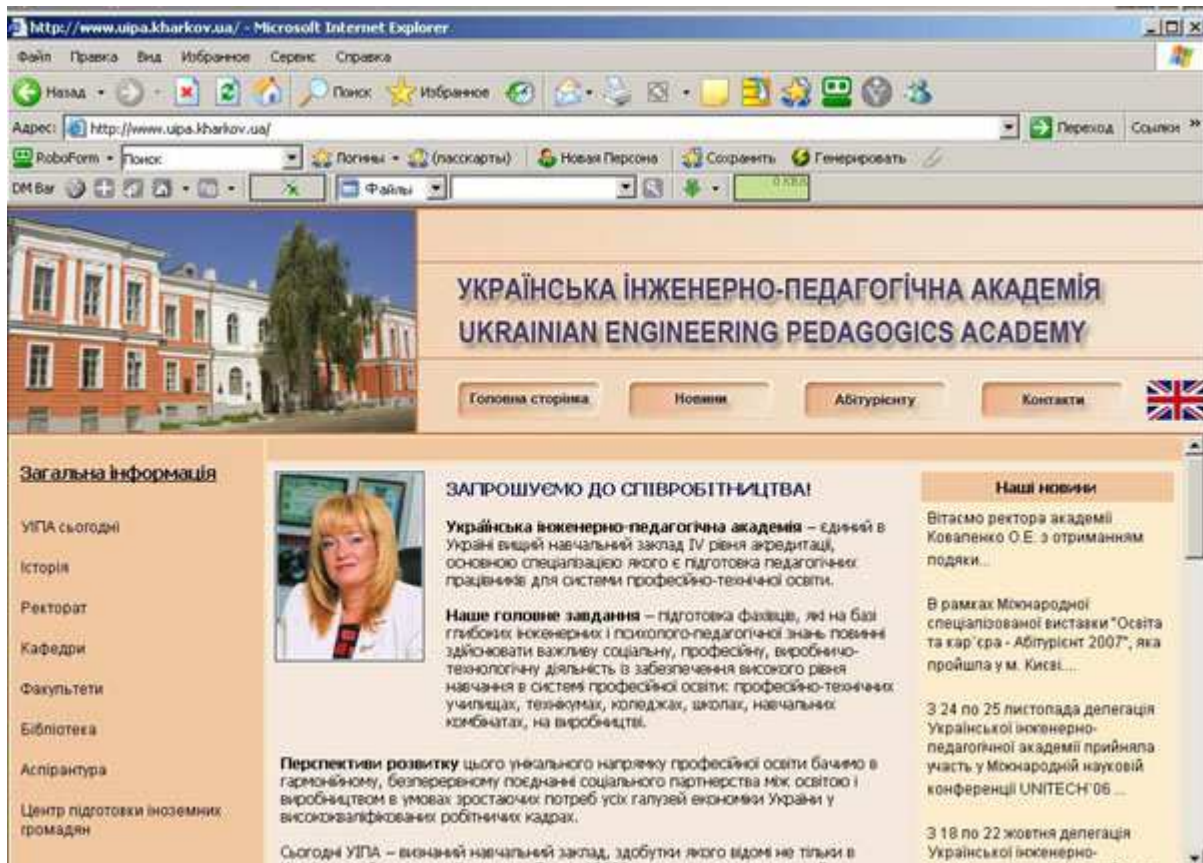 http://www.uipa.kharkov.ua/ - Microsoft Internet Explorer
Файл Правка Вид Избранное Сервис Справка
Назад Поиск Избранное
Адрес: http://www.uipa.kharkov.ua/ Переход Ссылки »
RoboForm Поиск Логины (пасскарты) Новая Персона Сохранить Генерировать
DM Bar Файлы
УКРАЇНСЬКА ІНЖЕНЕРНО-ПЕДАГОГІЧНА АКАДЕМІЯ
UKRAINIAN ENGINEERING PEDAGOGICS ACADEMY
Головна сторінка Новини Абітурієнту Контакти
Загальна інформація
УІПА сьогодні
Історія
Ректорат
Кафедри
Факультети
Бібліотека
Аспірантура
Центр підготовки іноземних
громадян
ЗАПРОШУЄМО ДО СПІВРОБІТНИЦТВА!
Українська інженерно-педагогічна академія – єдиний в
Україні вищий навчальний заклад IV рівня акредитації,
основною спеціалізацією якого є підготовка педагогічних
працівників для системи професійно-технічної освіти.
Наше головне завдання – підготовка фахівців, які на базі
глибоких інженерних і психолого-педагогічної знань повинні
здійснювати важливу соціальну, професійну, виробничо-
технологічну діяльність із забезпечення високого рівня
навчання в системі професійної освіти: професійно-технічних
училищах, технікумах, коледжах, школах, навчальних
комбінатах, на виробництві.
Перспективи розвитку цього унікального напрямку професійної освіти бачимо в
гармонійному, безперервному поєднанні соціального партнерства між освітою і
виробництвом в умовах зростаючих потреб усіх галузей економіки України у
висококваліфікованих робітничих кадрах.
Сьогодні УІПА – визнаний навчальний заклад, здобутки якого відомі не тільки в
Наші новини
Вітаємо ректора академії
Коваленко О.Е. з отриманням
подяки...
В рамках Міжнародної
спеціалізованої виставки "Освіта
та кар`єра - Абітурієнт 2007", яка
пройшла у м. Києві....
З 24 по 25 листопада делегація
Української інженерно-
педагогічної академії прийняла
участь у Міжнародній науковій
конференції UNITECH`06 ...
З 18 по 22 жовтня делегація
Української інженерно-